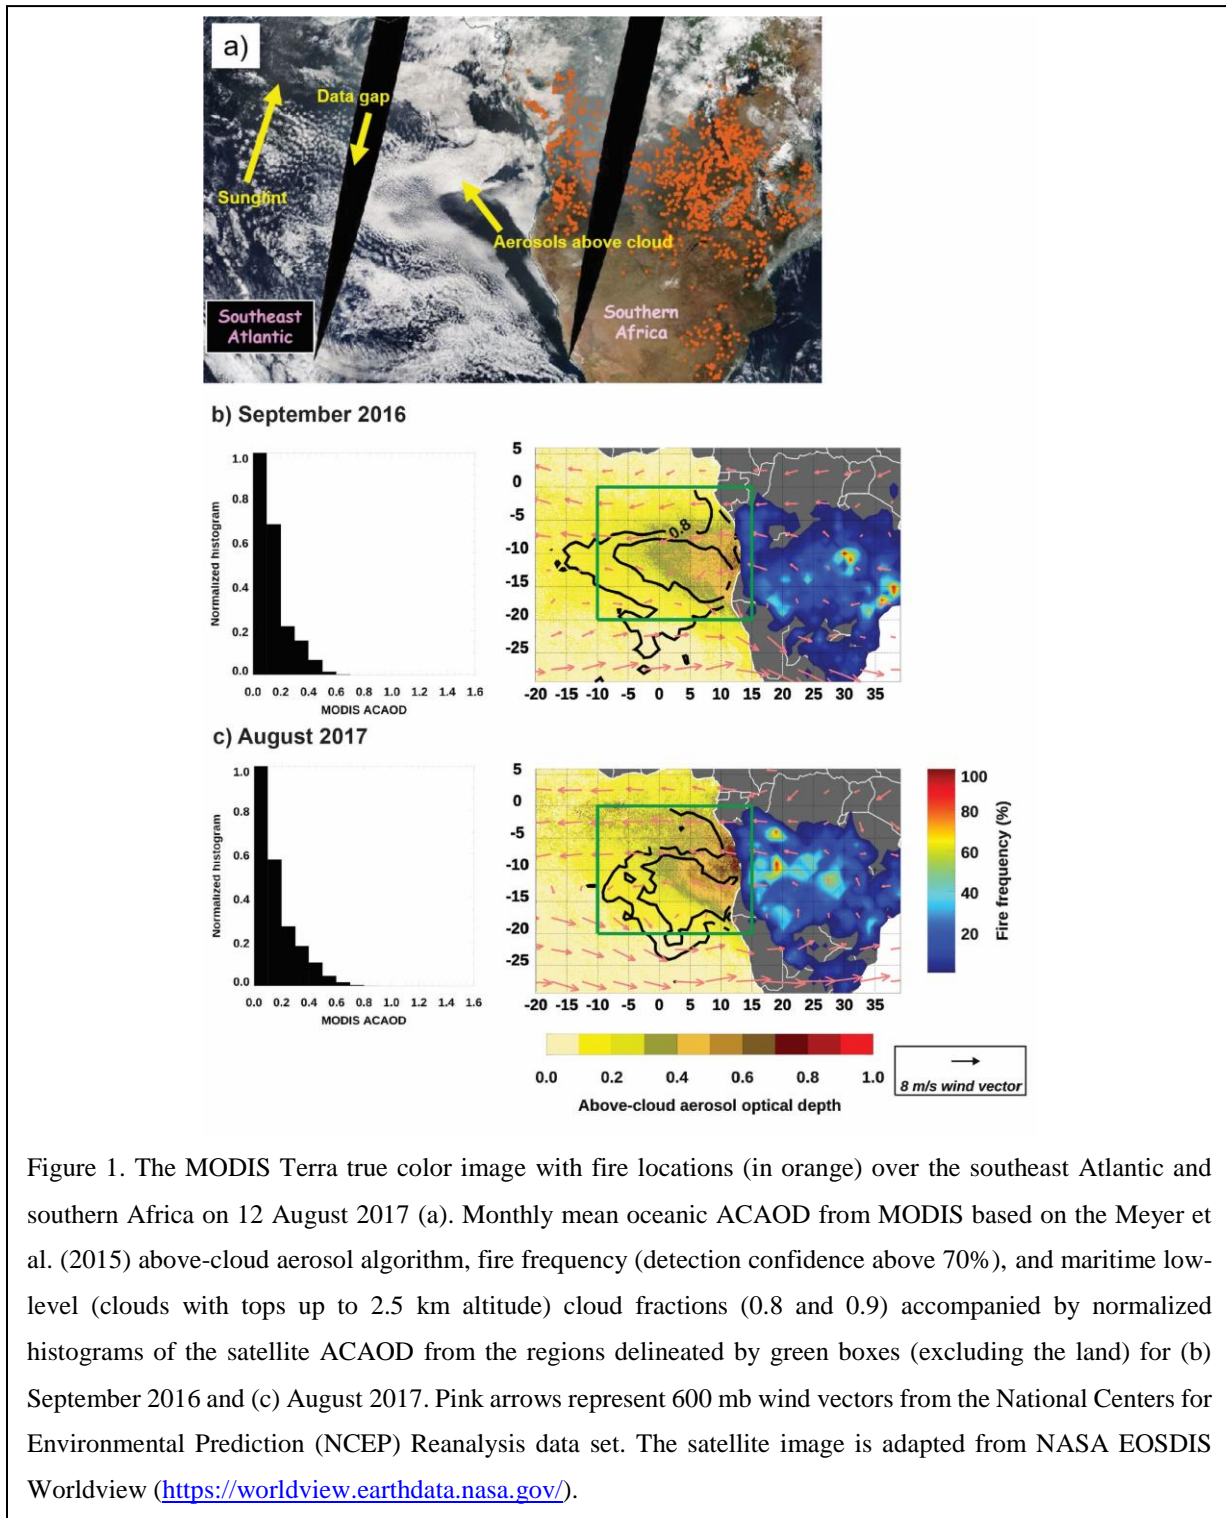 a)
Data gap
Sunglint
Aerosols above cloud
Southeast
Atlantic
Southern
Africa
b) September 2016
Normalized histogram
1.0
0.8
0.6
0.4
0.2
0.0
0.0 0.2 0.4 0.6 0.8 1.0 1.2 1.4 1.6
MODIS ACAOD
5
0
-5
-10
-15
-20
-25
0.8
-20 -15 -10 -5 0 5 10 15 20 25 30 35
c) August 2017
Normalized histogram
1.0
0.8
0.6
0.4
0.2
0.0
0.0 0.2 0.4 0.6 0.8 1.0 1.2 1.4 1.6
MODIS ACAOD
5
0
-5
-10
-15
-20
-25
-20 -15 -10 -5 0 5 10 15 20 25 30 35
100
80
60
40
20
Fire frequency (%)
0.0 0.2 0.4 0.6 0.8 1.0
Above-cloud aerosol optical depth
8 m/s wind vector
Figure 1. The MODIS Terra true color image with fire locations (in orange) over the southeast Atlantic and
southern Africa on 12 August 2017 (a). Monthly mean oceanic ACAOD from MODIS based on the Meyer et
al. (2015) above-cloud aerosol algorithm, fire frequency (detection confidence above 70%), and maritime low-
level (clouds with tops up to 2.5 km altitude) cloud fractions (0.8 and 0.9) accompanied by normalized
histograms of the satellite ACAOD from the regions delineated by green boxes (excluding the land) for (b)
September 2016 and (c) August 2017. Pink arrows represent 600 mb wind vectors from the National Centers for
Environmental Prediction (NCEP) Reanalysis data set. The satellite image is adapted from NASA EOSDIS
Worldview (https://worldview.earthdata.nasa.gov/).